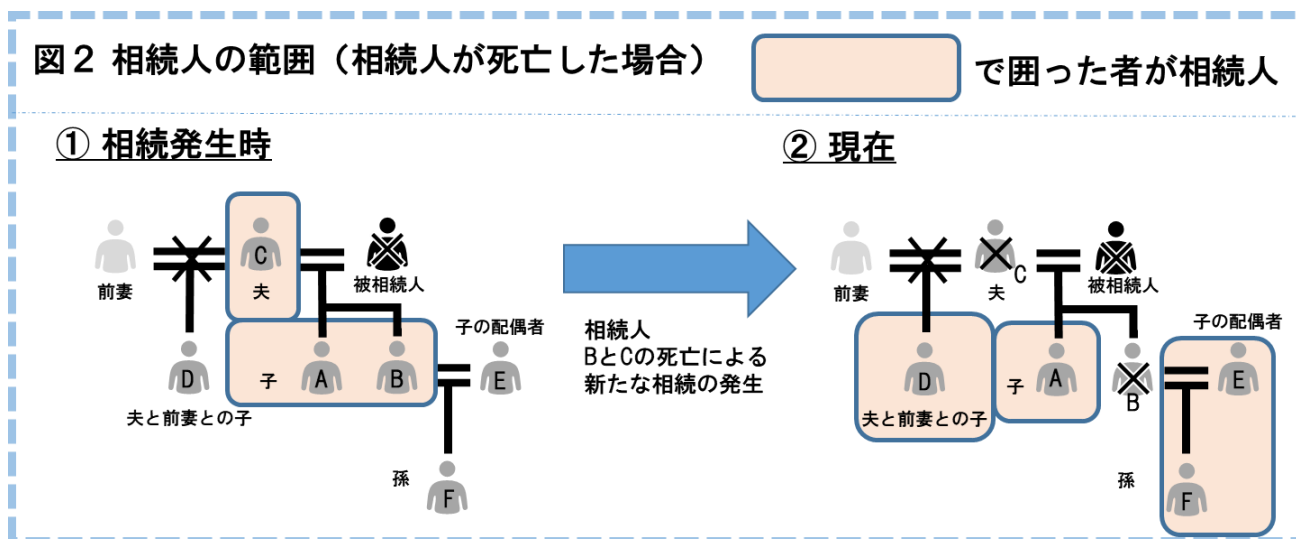 図2 相続人の範囲（相続人が死亡した場合）
で囲った者が相続人
① 相続発生時
前妻
C
夫
被相続人
子の配偶者
D
子
A
B
E
夫と前妻との子
孫
F
相続人
BとCの死亡による
新たな相続の発生
② 現在
前妻
夫
C
被相続人
子の配偶者
D
子
A
B
E
夫と前妻との子
孫
F